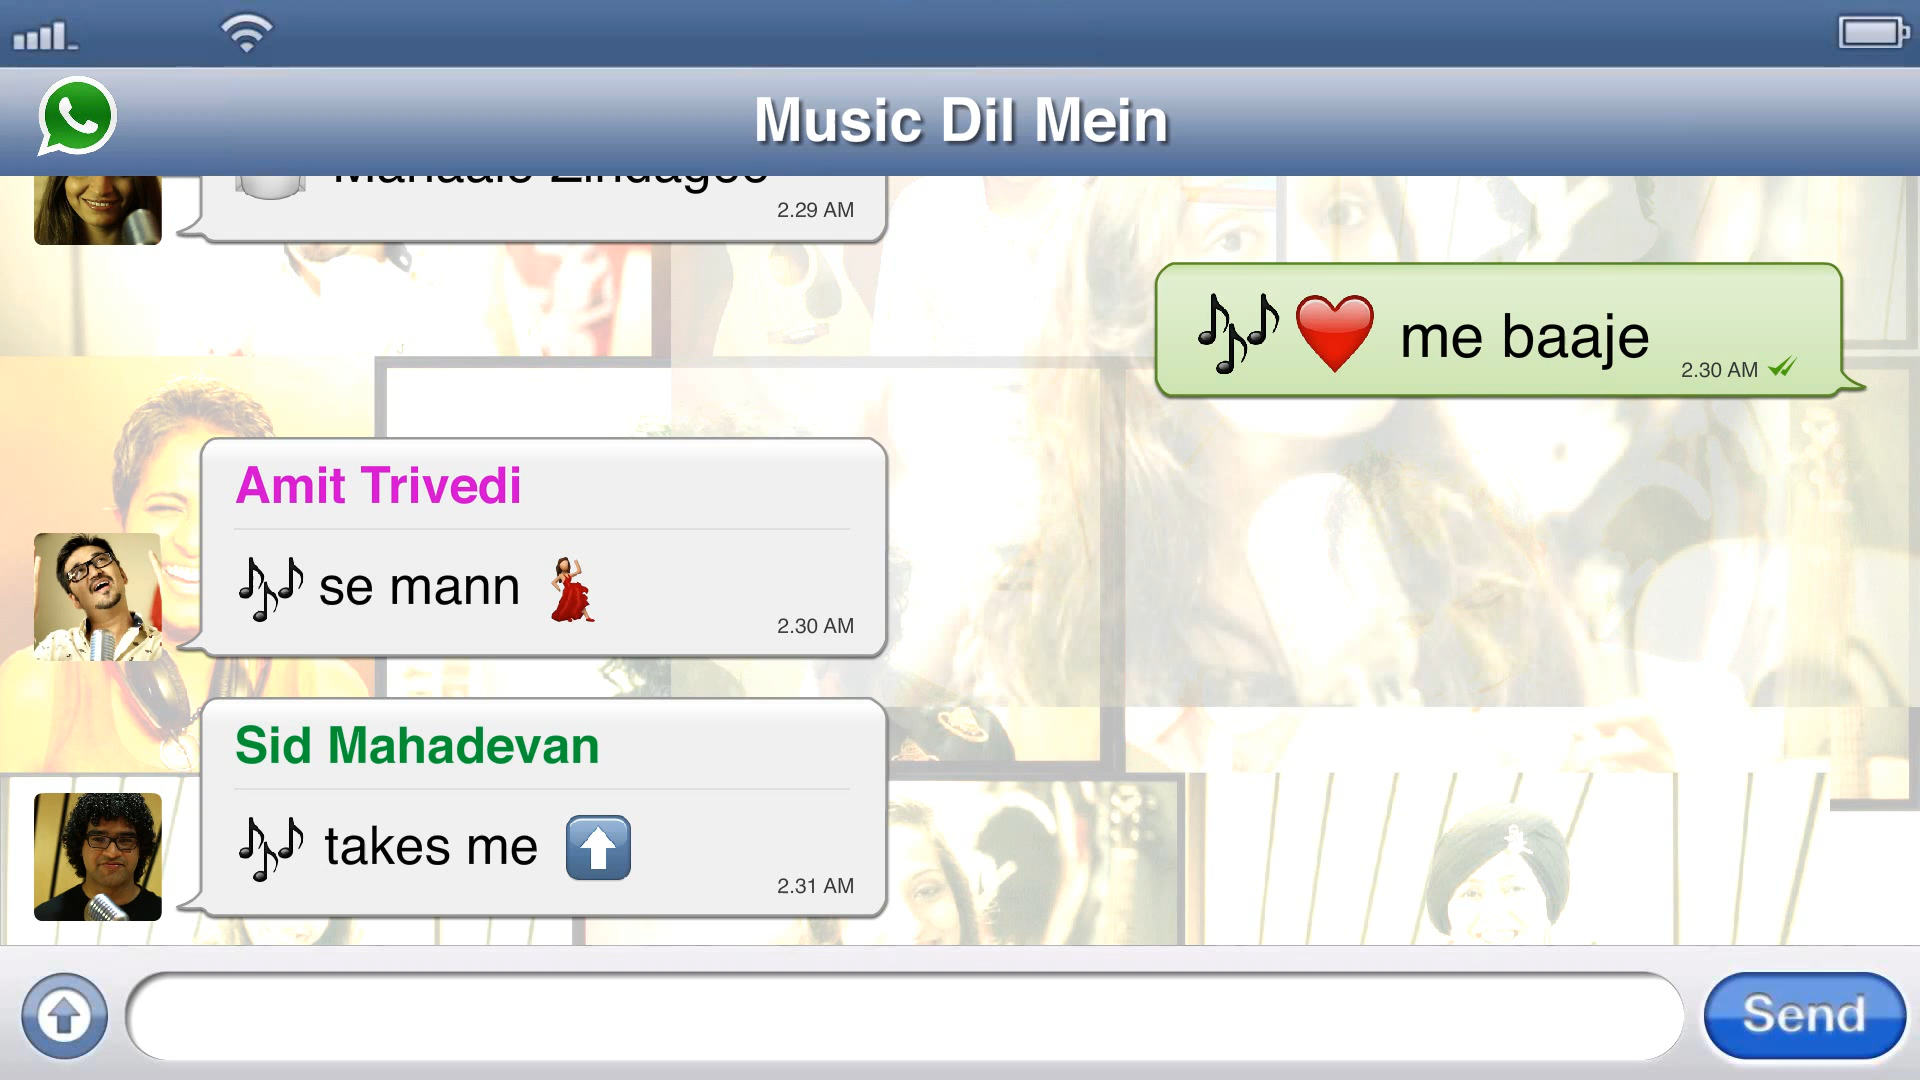 Music Dil Mein
2.29 AM
🎶❤️ me baaje
2.30 AM
Amit Trivedi
🎶 se mann 💃
2.30 AM
Sid Mahadevan
🎶 takes me ⬆️
2.31 AM
Send